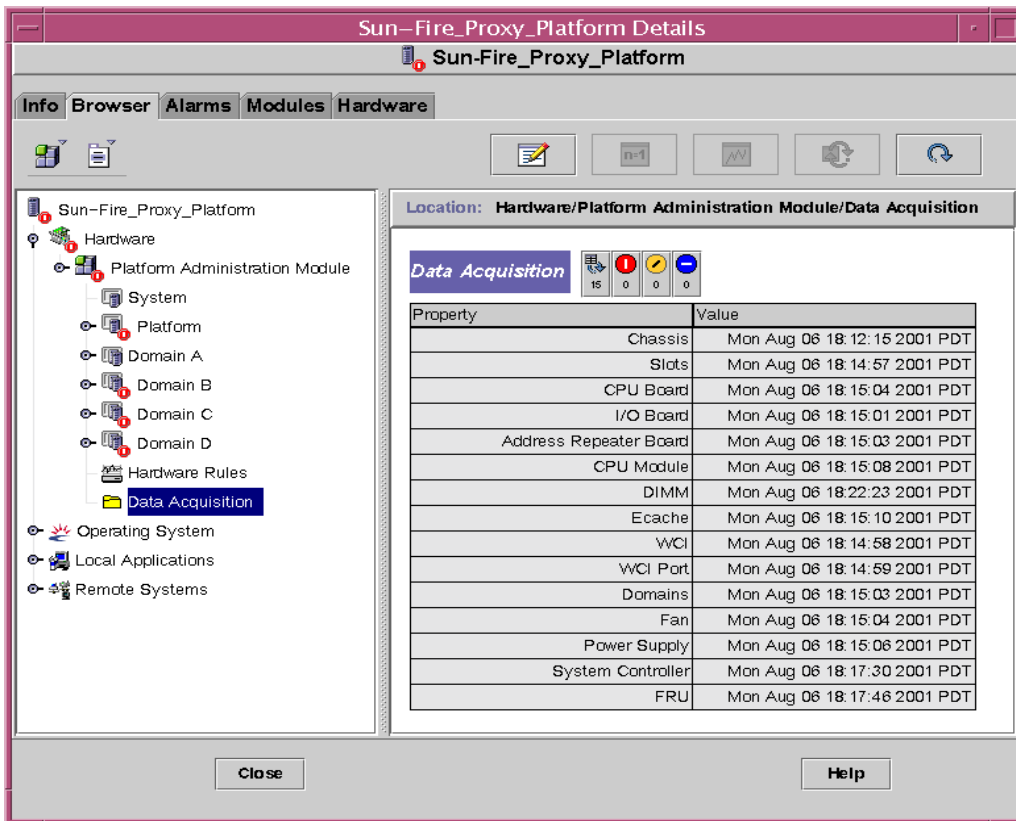 Sun-Fire_Proxy_Platform Details
Sun-Fire_Proxy_Platform
Info Browser Alarms Modules Hardware
n=1
Sun-Fire_Proxy_Platform
Hardware
Platform Administration Module
System
Platform
Domain A
Domain B
Domain C
Domain D
Hardware Rules
Data Acquisition
Operating System
Local Applications
Remote Systems
Location: Hardware/Platform Administration Module/Data Acquisition
Data Acquisition
15 0 0 0
Property Value
Chassis Mon Aug 06 18:12:15 2001 PDT
Slots Mon Aug 06 18:14:57 2001 PDT
CPU Board Mon Aug 06 18:15:04 2001 PDT
I/O Board Mon Aug 06 18:15:01 2001 PDT
Address Repeater Board Mon Aug 06 18:15:03 2001 PDT
CPU Module Mon Aug 06 18:15:08 2001 PDT
DIMM Mon Aug 06 18:22:23 2001 PDT
Ecache Mon Aug 06 18:15:10 2001 PDT
WCI Mon Aug 06 18:14:58 2001 PDT
WCI Port Mon Aug 06 18:14:59 2001 PDT
Domains Mon Aug 06 18:15:03 2001 PDT
Fan Mon Aug 06 18:15:04 2001 PDT
Power Supply Mon Aug 06 18:15:06 2001 PDT
System Controller Mon Aug 06 18:17:30 2001 PDT
FRU Mon Aug 06 18:17:46 2001 PDT
Close Help